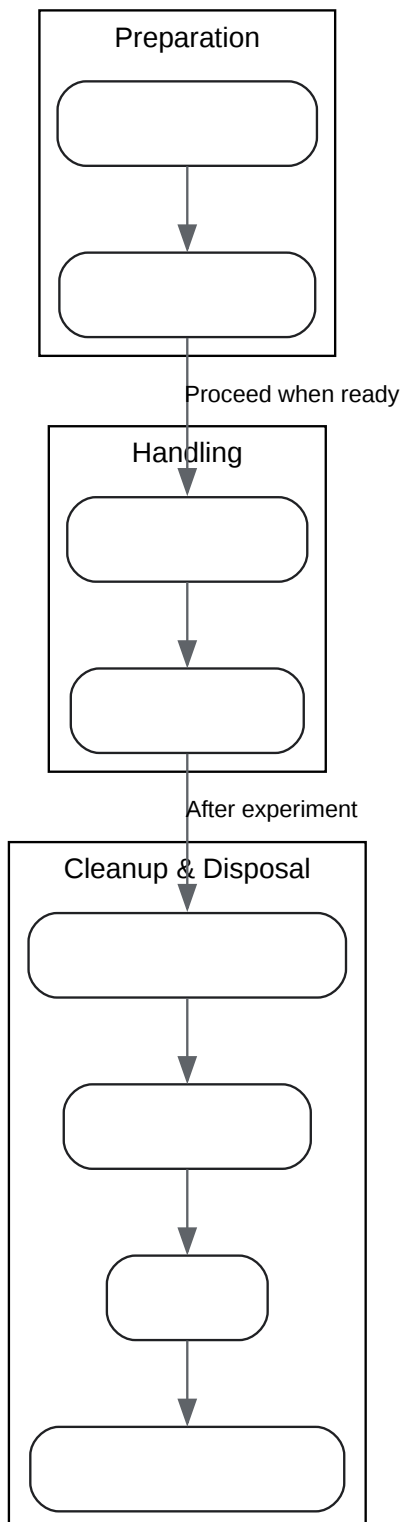 Preparation
Proceed when ready
Handling
After experiment
Cleanup & Disposal